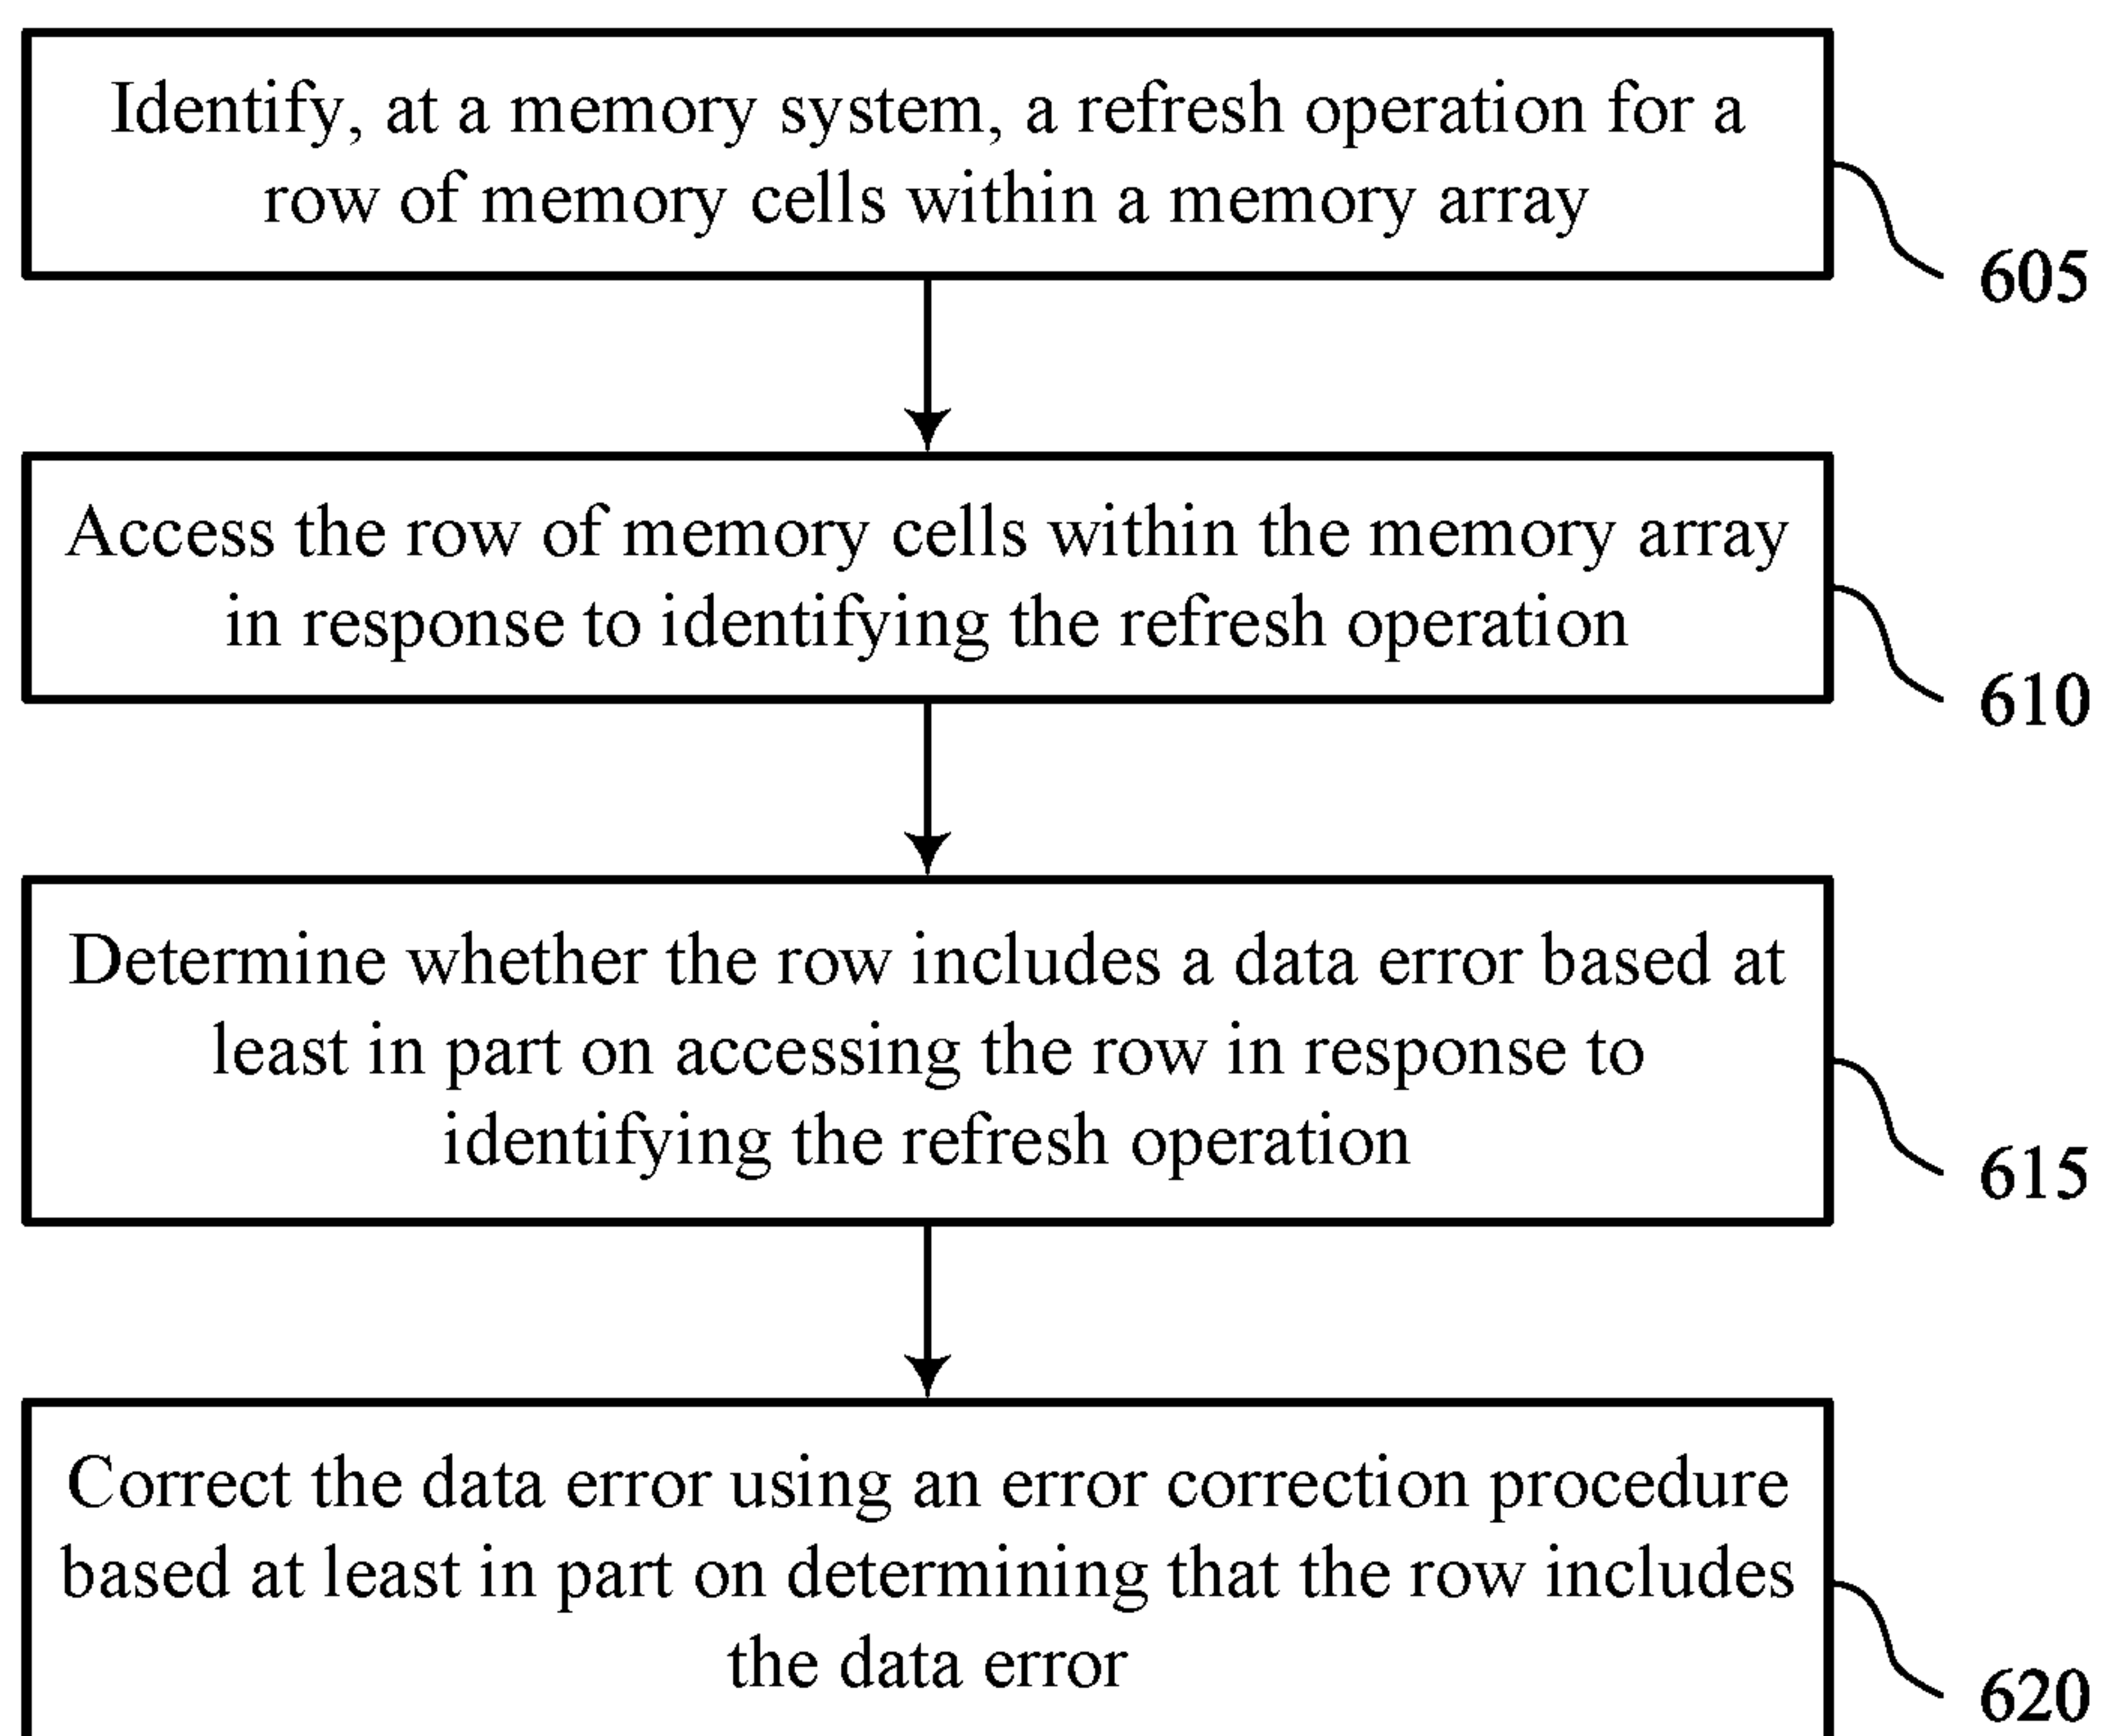 Identify, at a memory system, a refresh operation for a
row of memory cells within a memory array
605
Access the row of memory cells within the memory array
in response to identifying the refresh operation
610
Determine whether the row includes a data error based at
least in part on accessing the row in response to
identifying the refresh operation
615
Correct the data error using an error correction procedure
based at least in part on determining that the row includes
the data error
620